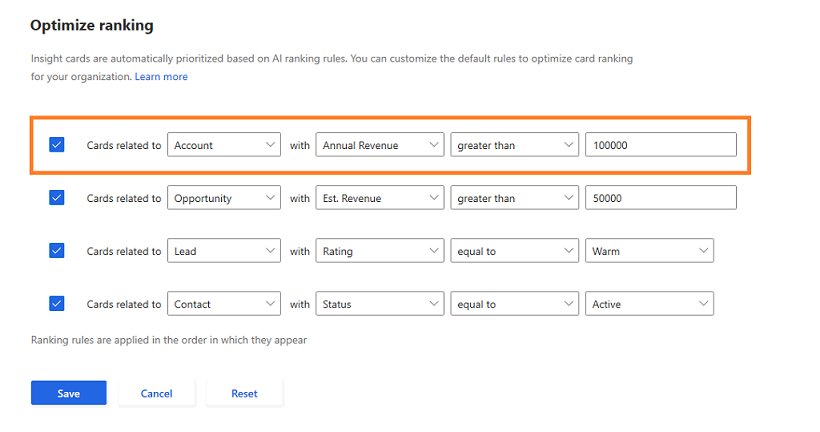 Optimize ranking
Insight cards are automatically prioritized based on AI ranking rules. You can customize the default rules to optimize card ranking
for your organization. Learn more
Cards related to Account with Annual Revenue greater than 100000
Cards related to Opportunity with Est. Revenue greater than 50000
Cards related to Lead with Rating equal to Warm
Cards related to Contact with Status equal to Active
Ranking rules are applied in the order in which they appear
Save Cancel Reset